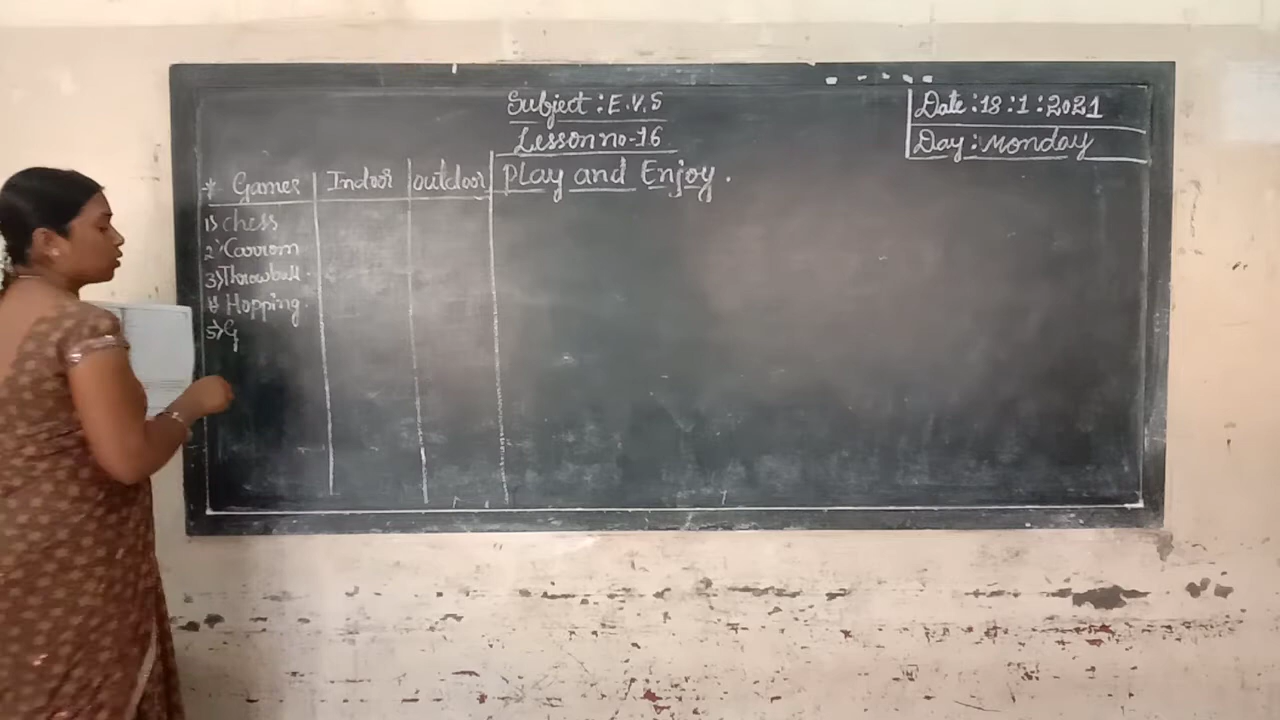 Subject : E.V.S
Lesson no-16
Play and Enjoy .
Date : 18 : 1 : 2021
Day : Monday
* Games Indoor outdoor
1) Chess
2) Carrom
3) Throwball .
4) Hopping .
5) G